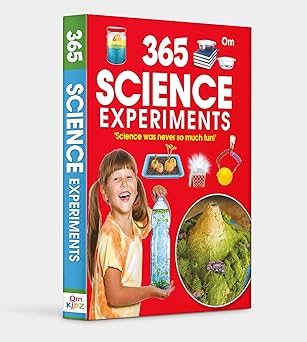 365
SCIENCE
EXPERIMENTS
Om
KIDZ
Om
365
SCIENCE
EXPERIMENTS
'Science was never so much fun!'